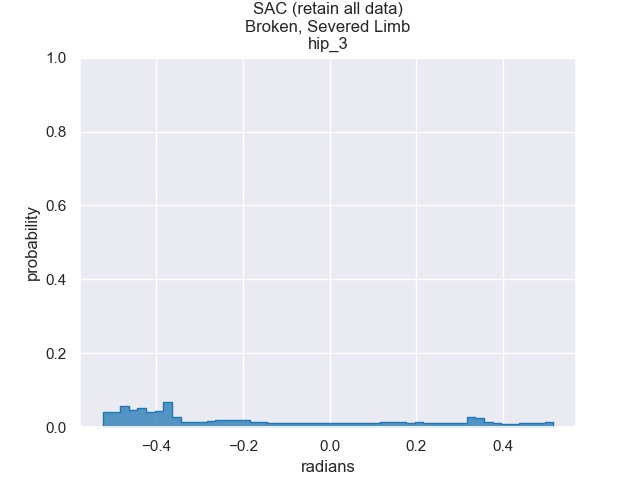 SAC (retain all data)
Broken, Severed Limb
hip_3
1.0
0.8
0.6
0.4
0.2
0.0
probability
−0.4 −0.2 0.0 0.2 0.4
radians